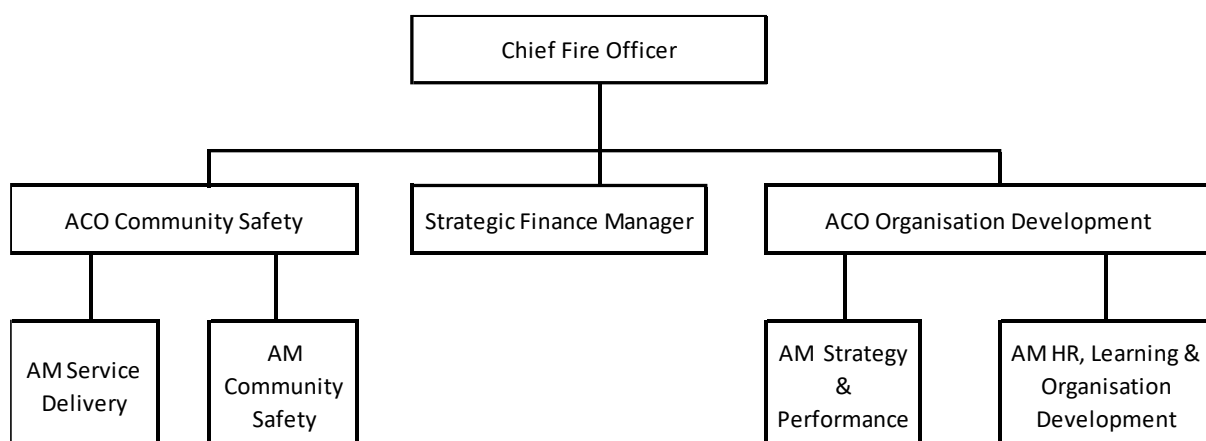 Chief Fire Officer
ACO Community Safety
Strategic Finance Manager
ACO Organisation Development
AM Service
Delivery
AM
Community
Safety
AM Strategy
&
Performance
AM HR, Learning &
Organisation
Development